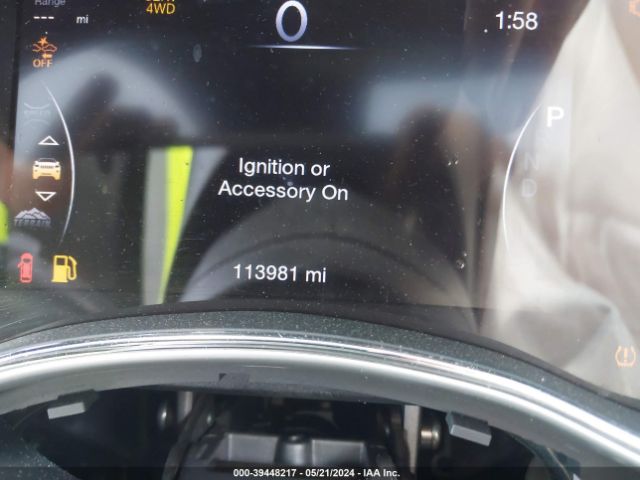 Range
--- mi
4WD
0
1:58
OFF
P
N
D
Ignition or
Accessory On
TERRAIN
113981 mi
000-39448217 - 05/21/2024 - IAA Inc.